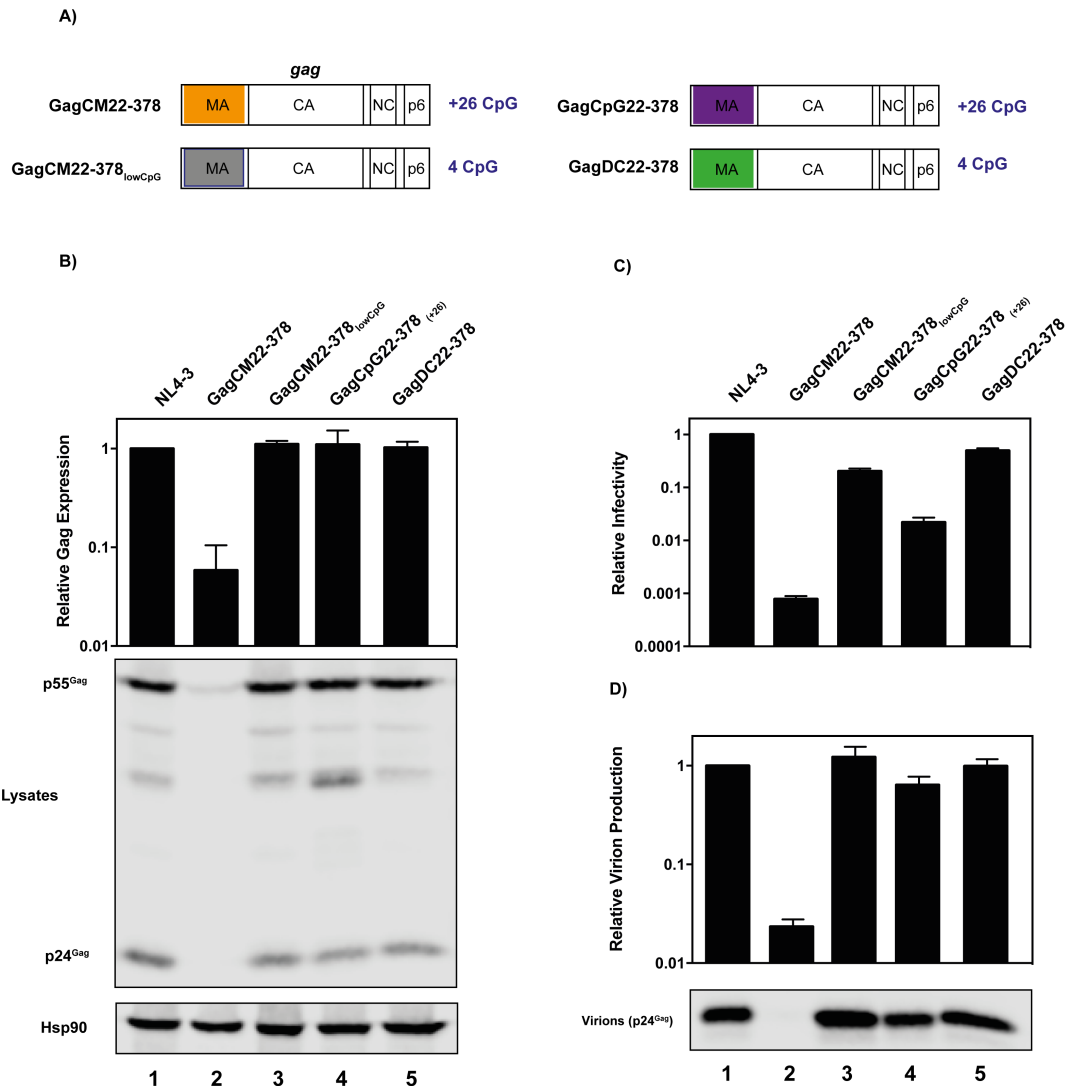 A)
gag
GagCM22-378 MA CA NC p6 +26 CpG
GagCM22-378lowCpG MA CA NC p6 4 CpG
GagCpG22-378 MA CA NC p6 +26 CpG
GagDC22-378 MA CA NC p6 4 CpG
B)
NL4-3
GagCM22-378
GagCM22-378lowCpG
GagCpG22-378 (+26)
GagDC22-378
Relative Gag Expression
1
0.1
0.01
p55Gag
Lysates
p24Gag
Hsp90
1 2 3 4 5
C)
NL4-3
GagCM22-378
GagCM22-378lowCpG
GagCpG22-378 (+26)
GagDC22-378
Relative Infectivity
1
0.1
0.01
0.001
0.0001
D)
Relative Virion Production
1
0.1
0.01
Virions (p24Gag)
1 2 3 4 5